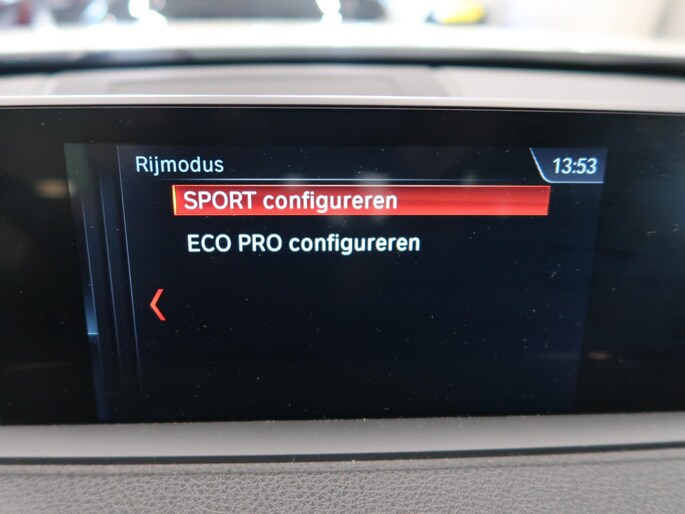 Rijmodus 13:53
SPORT configureren
ECO PRO configureren